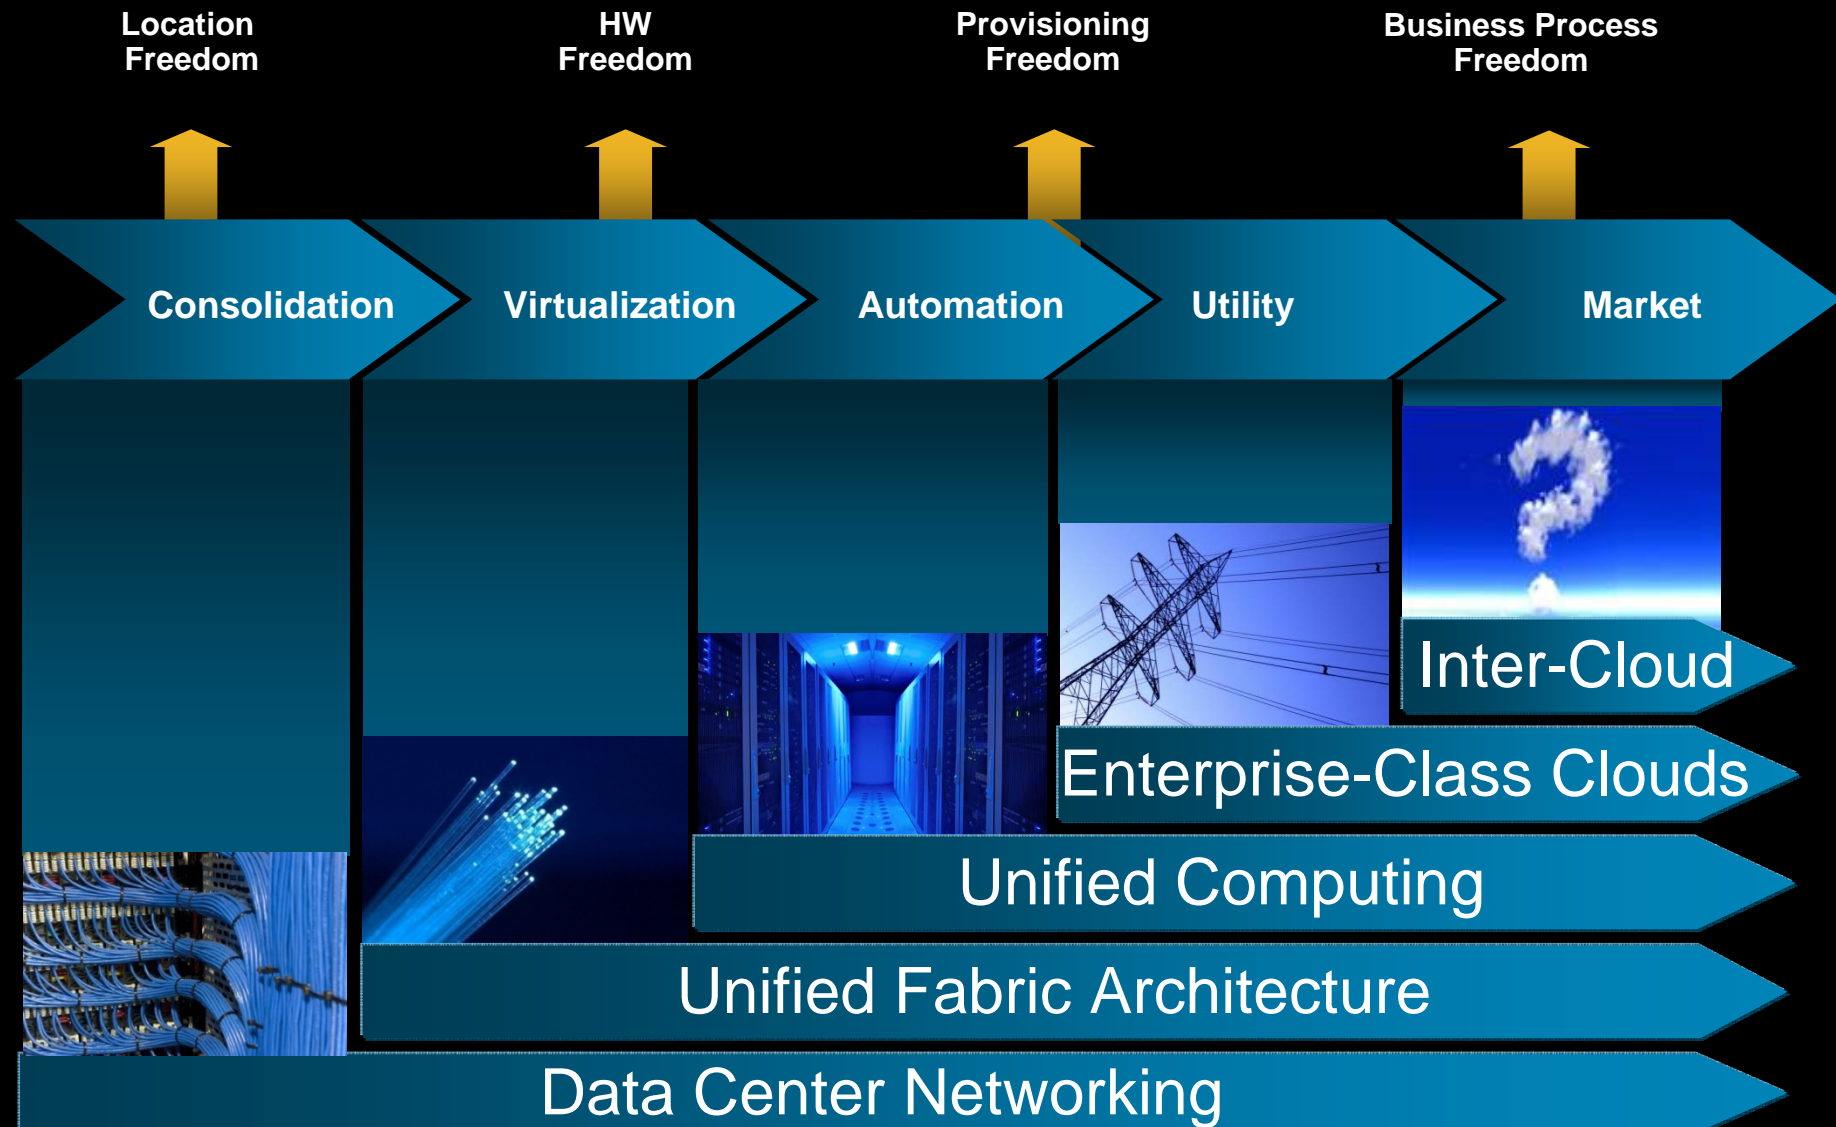 Location
Freedom
HW
Freedom
Provisioning
Freedom
Business Process
Freedom
Consolidation
Virtualization
Automation
Utility
Market
Inter-Cloud
Enterprise-Class Clouds
Unified Computing
Unified Fabric Architecture
Data Center Networking